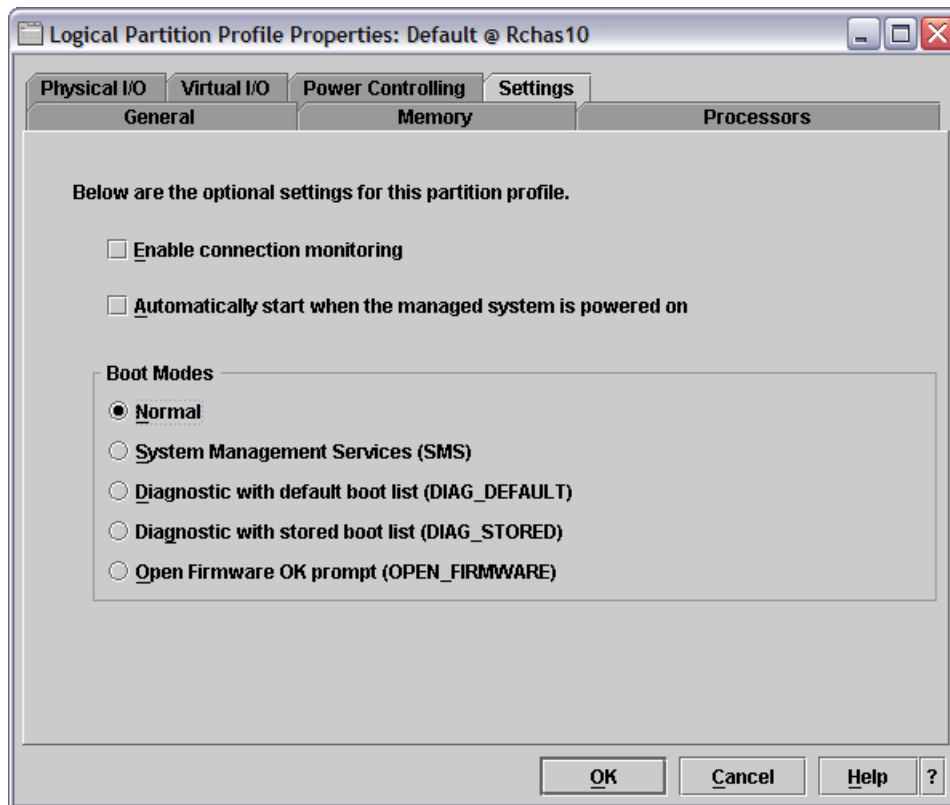 Logical Partition Profile Properties: Default @ Rchas10
Physical I/O Virtual I/O Power Controlling Settings
General Memory Processors
Below are the optional settings for this partition profile.
Enable connection monitoring
Automatically start when the managed system is powered on
Boot Modes
Normal
System Management Services (SMS)
Diagnostic with default boot list (DIAG_DEFAULT)
Diagnostic with stored boot list (DIAG_STORED)
Open Firmware OK prompt (OPEN_FIRMWARE)
OK Cancel Help ?